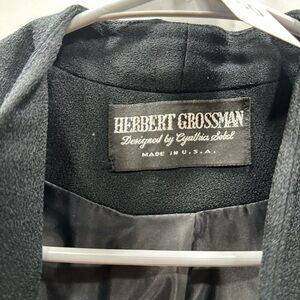 HERBERT GROSSMAN
Designed by Cynthia Sobel
MADE IN U.S.A.